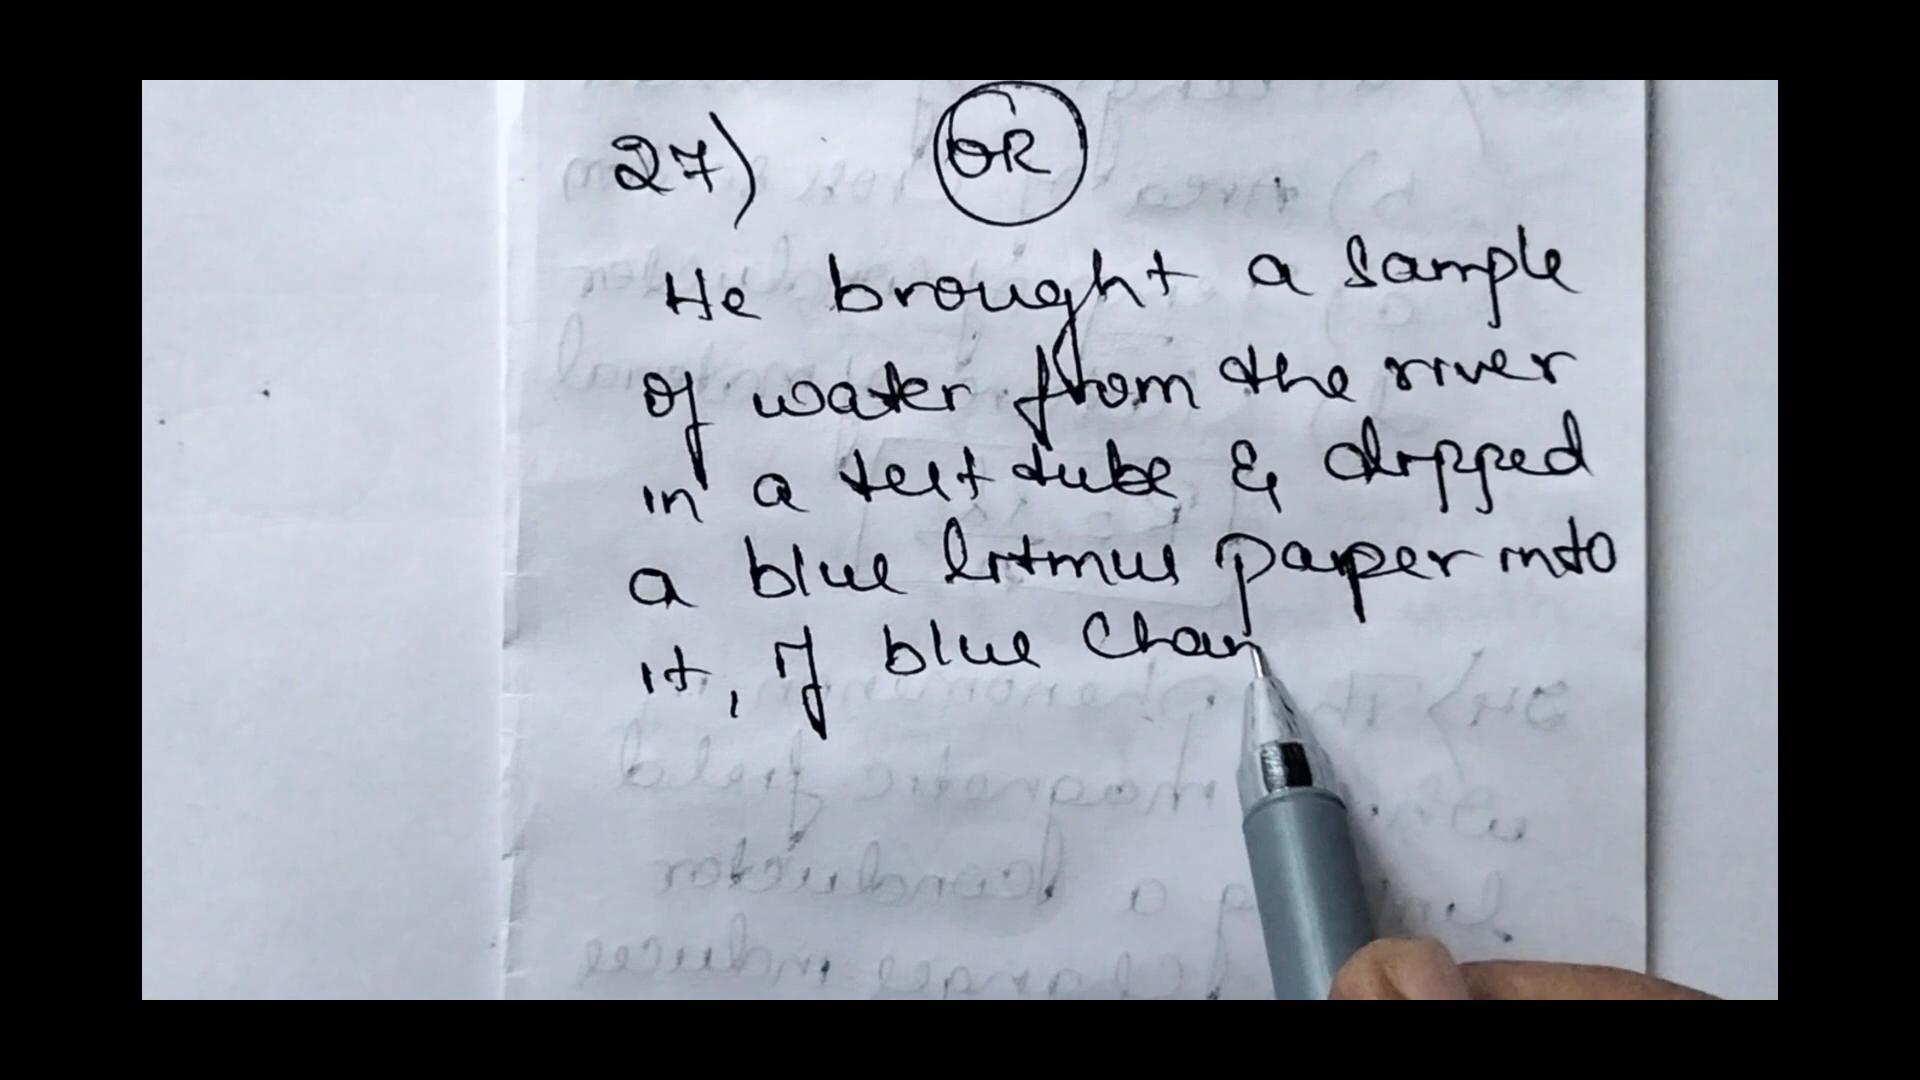 27) OR
He brought a sample
of water from the river
in a test tube & dipped
a blue litmus paper into
it, if blue chan